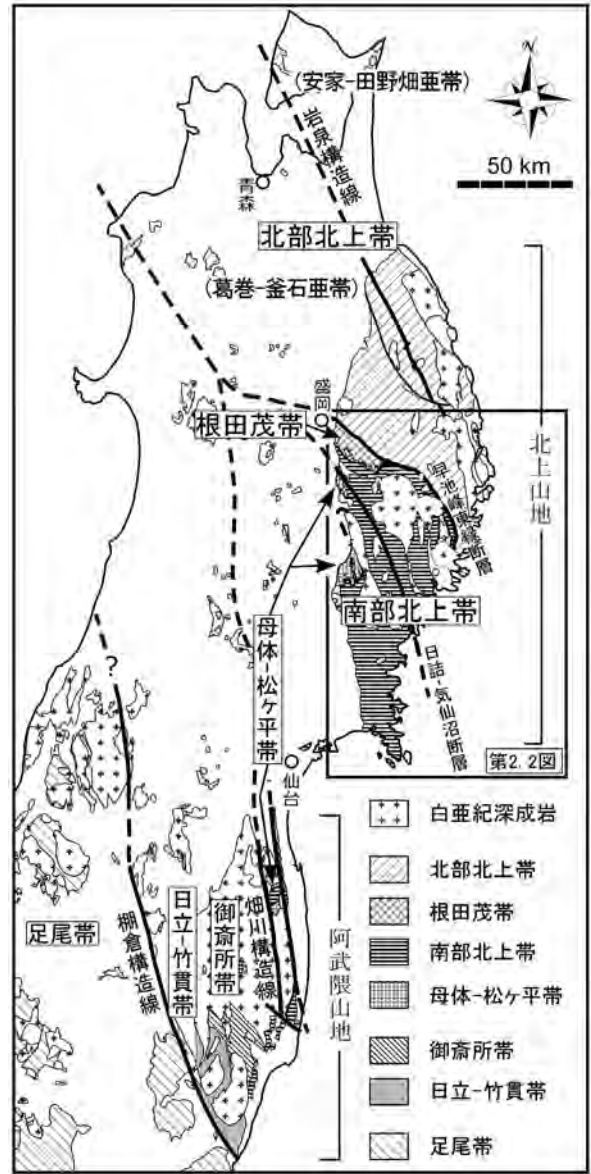 N
(安家-田野畑亜帯)
岩泉構造線
50 km
青森
北部北上帯
(葛巻-釜石亜帯)
盛岡
根田茂帯
早池峰東縁断層
北上山地
南部北上帯
母体-松ケ平帯
日詰-気仙沼断層
?
仙台
第2.2図
白亜紀深成岩
北部北上帯
根田茂帯
南部北上帯
母体-松ケ平帯
御斎所帯
日立-竹貫帯
足尾帯
足尾帯
棚倉構造線
日立-竹貫帯
御斎所帯
畑川構造線
阿武隈山地